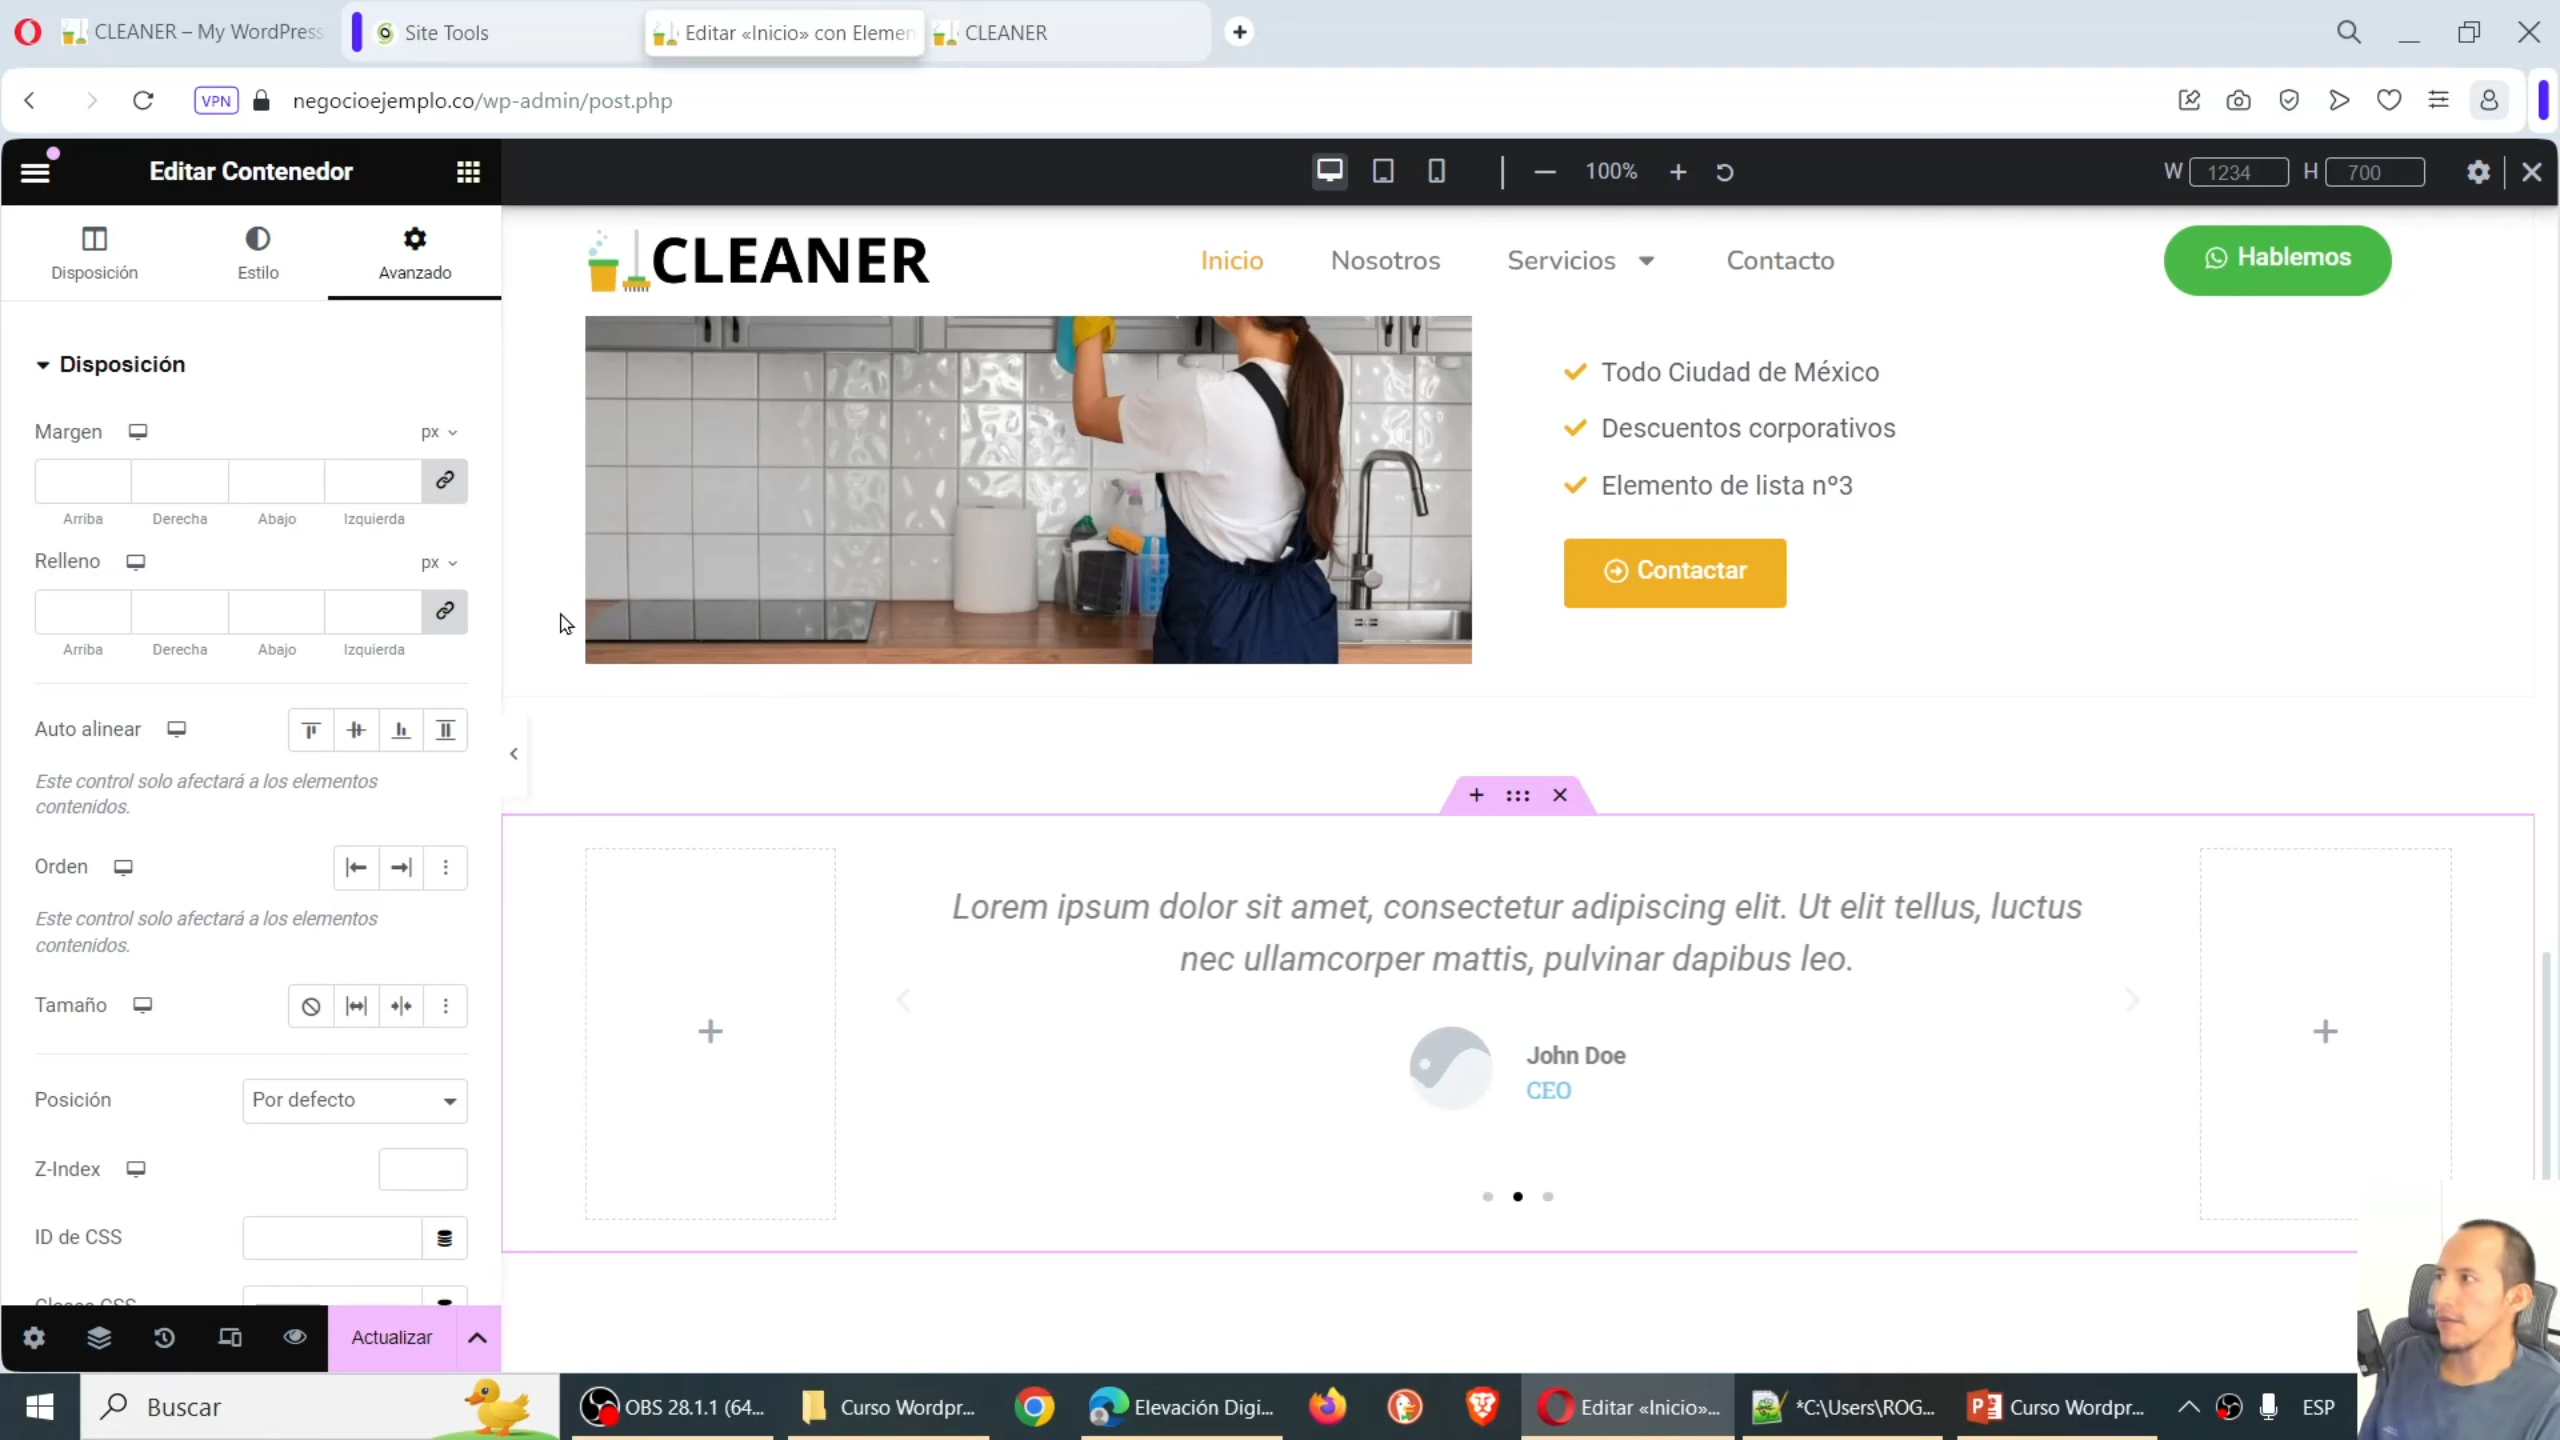 CLEANER – My WordPress
Site Tools
Editar «Inicio» con Elemen
CLEANER
VPN
negocioejemplo.co/wp-admin/post.php
Editar Contenedor
100%
W 1234 H 700
Disposición
Estilo
Avanzado
CLEANER
Inicio
Nosotros
Servicios
Contacto
Hablemos
Disposición
Margen
px
Arriba
Derecha
Abajo
Izquierda
Relleno
px
Arriba
Derecha
Abajo
Izquierda
Auto alinear
Este control solo afectará a los elementos
contenidos.
Orden
Este control solo afectará a los elementos
contenidos.
Tamaño
Posición
Por defecto
Z-Index
ID de CSS
Clases CSS
Actualizar
Todo Ciudad de México
Descuentos corporativos
Elemento de lista nº3
Contactar
Lorem ipsum dolor sit amet, consectetur adipiscing elit. Ut elit tellus, luctus
nec ullamcorper mattis, pulvinar dapibus leo.
John Doe
CEO
Buscar
OBS 28.1.1 (64...
Curso Wordpr...
Elevación Digi...
Editar «Inicio»...
*C:\Users\ROG...
Curso Wordpr...
ESP